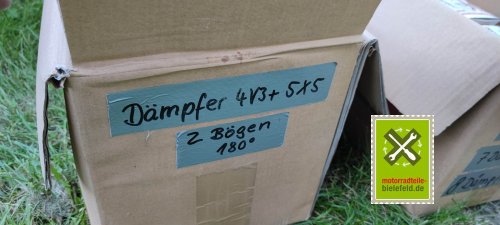 Dämpfer 4V3+ 5X5
2 Bögen
180°
motorradteile-
bielefeld.de